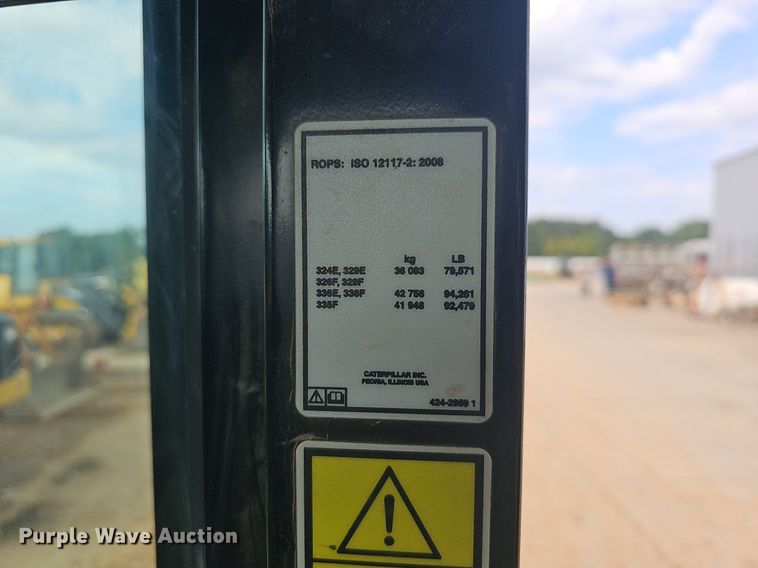 ROPS: ISO 12117-2: 2008
kg LB
324E, 329E 36 093 79,571
326F, 329F
336E, 336F 42 756 94,261
335F 41 948 92,479
CATERPILLAR INC.
PEORIA, ILLINOIS USA
424-2959 1
Purple Wave Auction